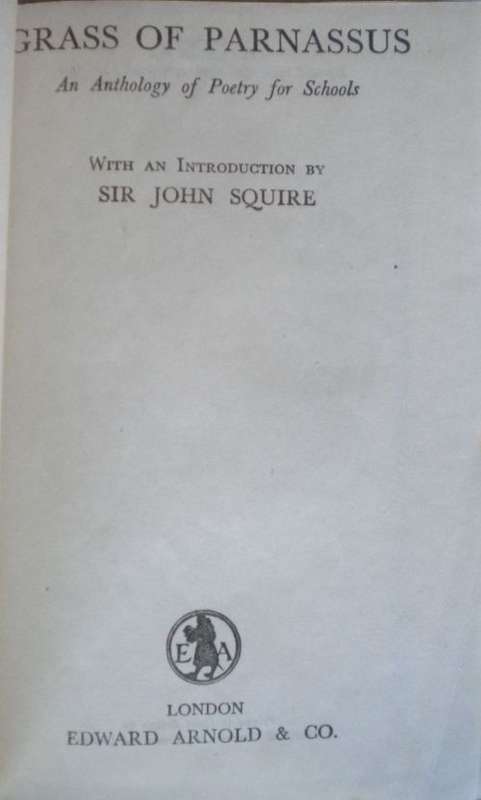 GRASS OF PARNASSUS
An Anthology of Poetry for Schools
WITH AN INTRODUCTION BY
SIR JOHN SQUIRE
E A
LONDON
EDWARD ARNOLD & CO.